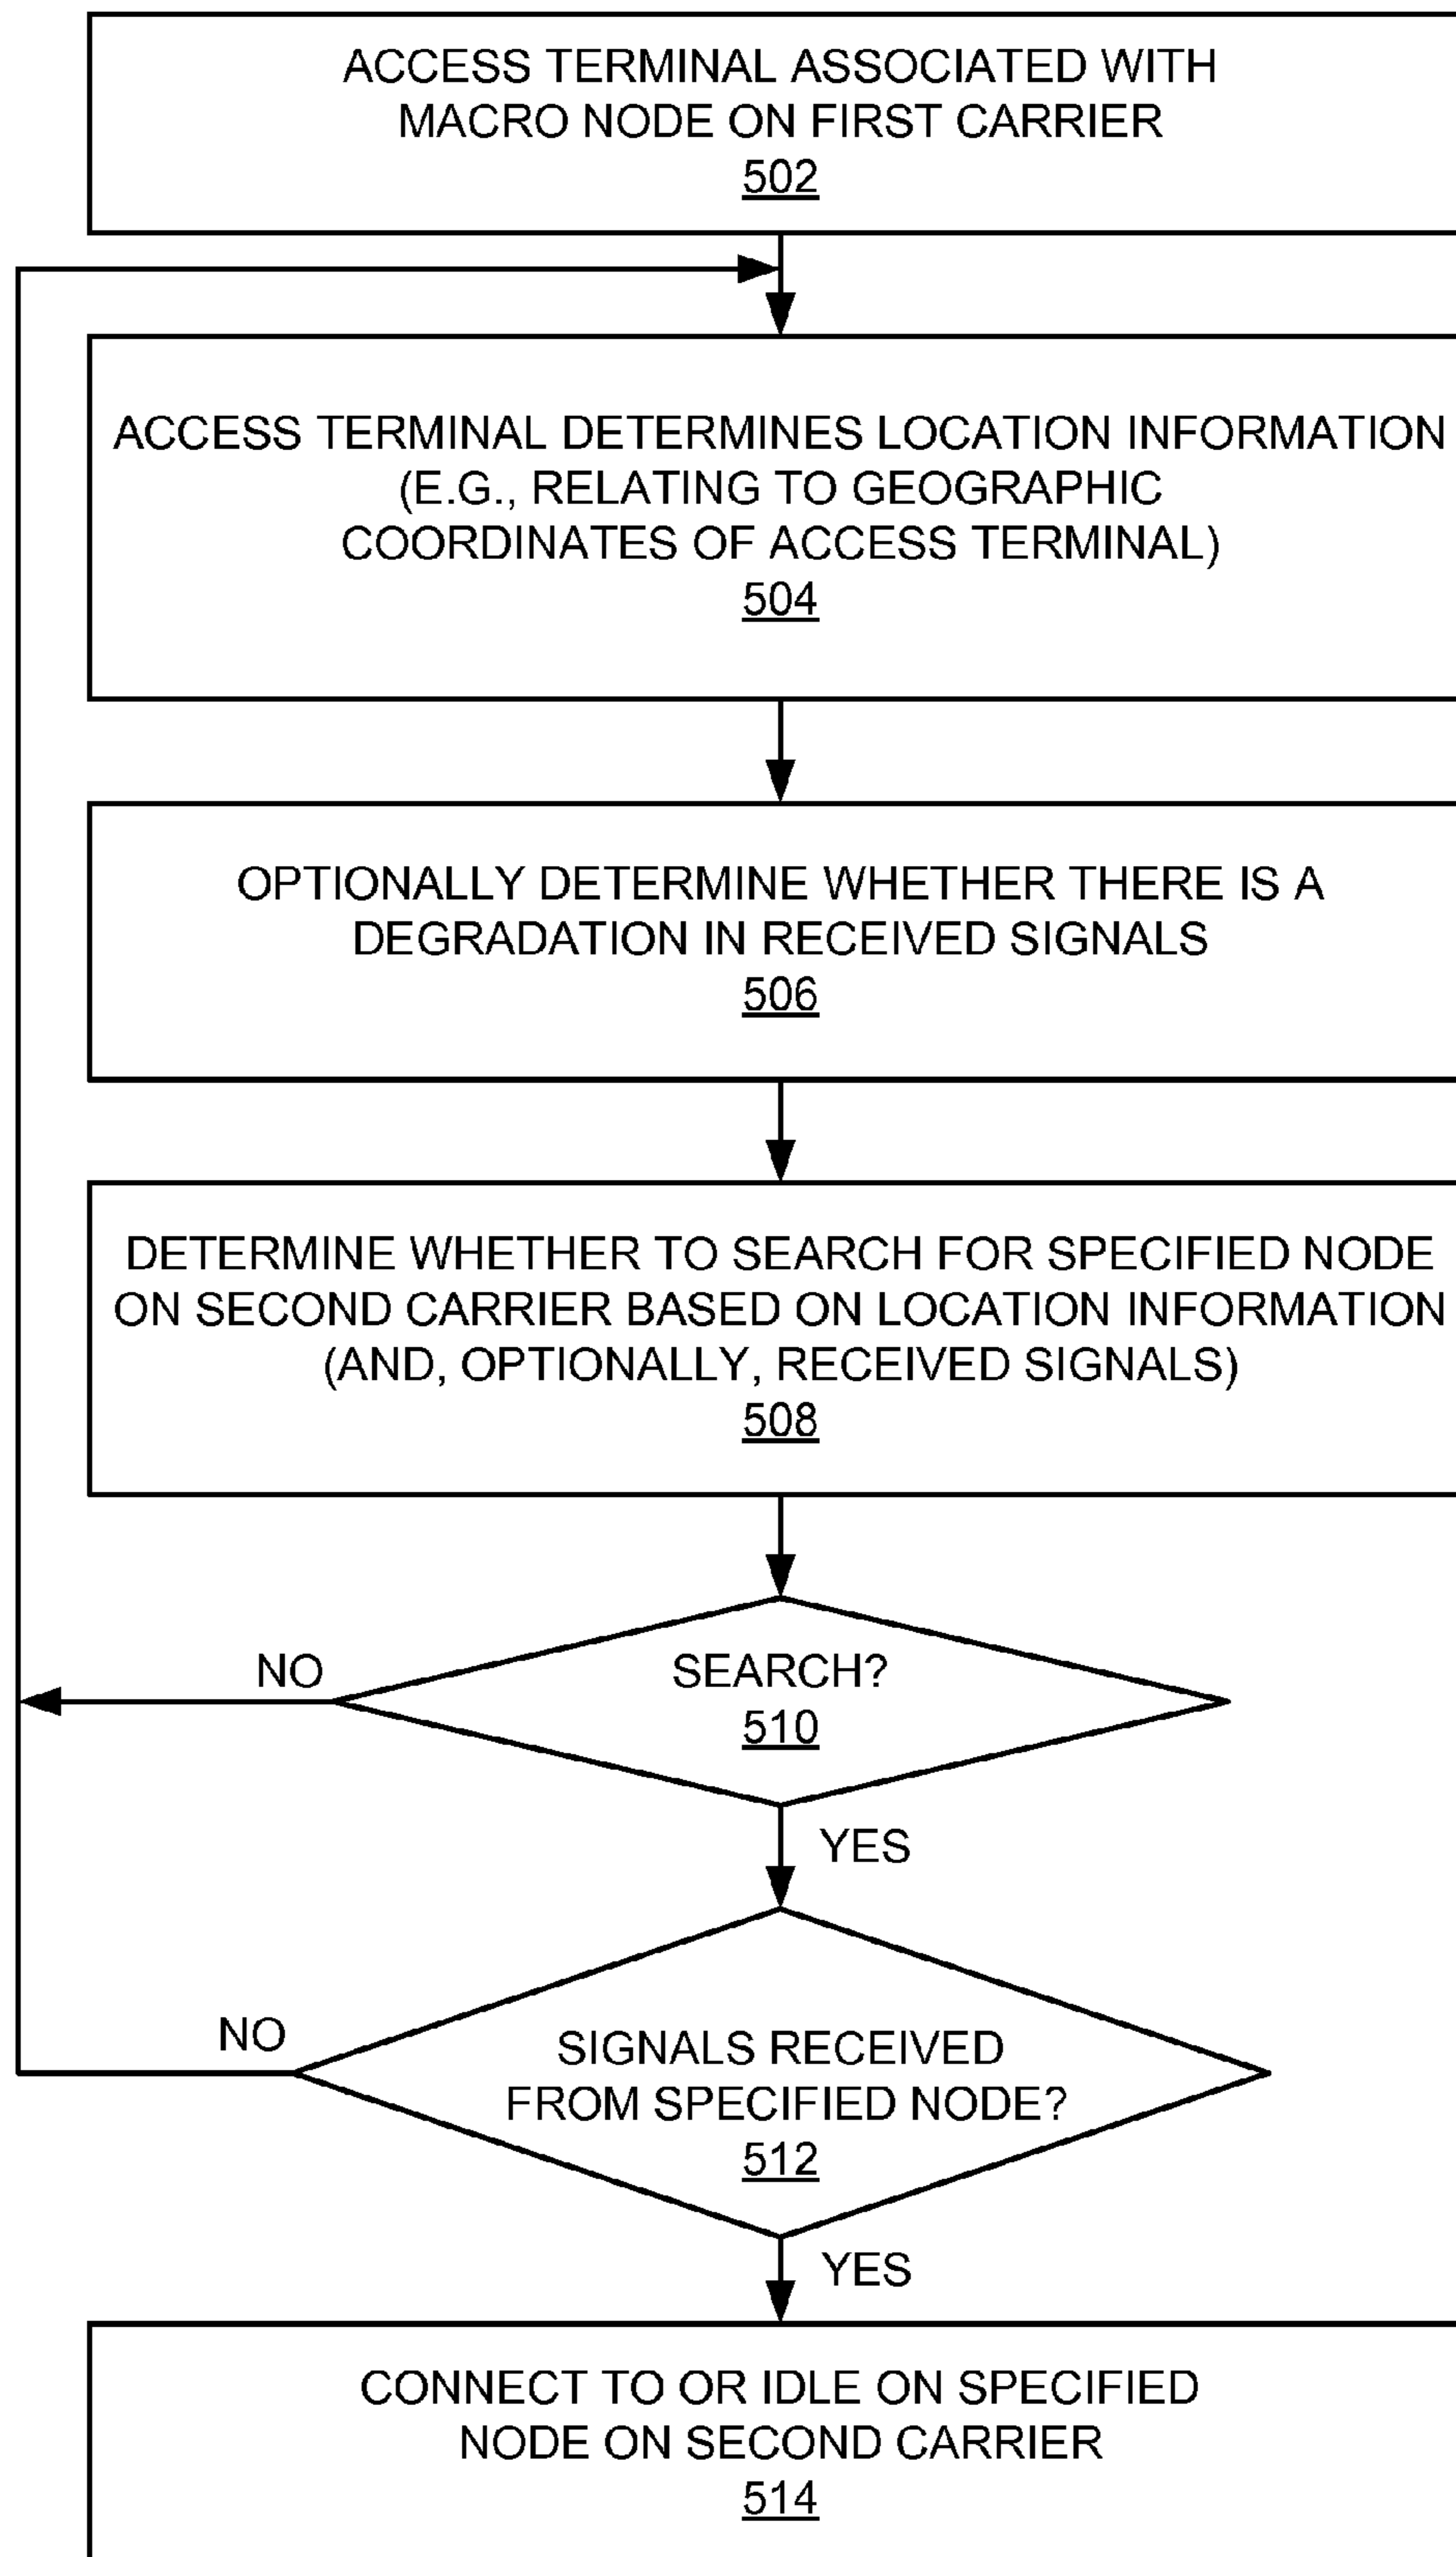 ACCESS TERMINAL ASSOCIATED WITH
MACRO NODE ON FIRST CARRIER
502
ACCESS TERMINAL DETERMINES LOCATION INFORMATION
(E.G., RELATING TO GEOGRAPHIC
COORDINATES OF ACCESS TERMINAL)
504
OPTIONALLY DETERMINE WHETHER THERE IS A
DEGRADATION IN RECEIVED SIGNALS
506
DETERMINE WHETHER TO SEARCH FOR SPECIFIED NODE
ON SECOND CARRIER BASED ON LOCATION INFORMATION
(AND, OPTIONALLY, RECEIVED SIGNALS)
508
NO
SEARCH?
510
YES
NO
SIGNALS RECEIVED
FROM SPECIFIED NODE?
512
YES
CONNECT TO OR IDLE ON SPECIFIED
NODE ON SECOND CARRIER
514